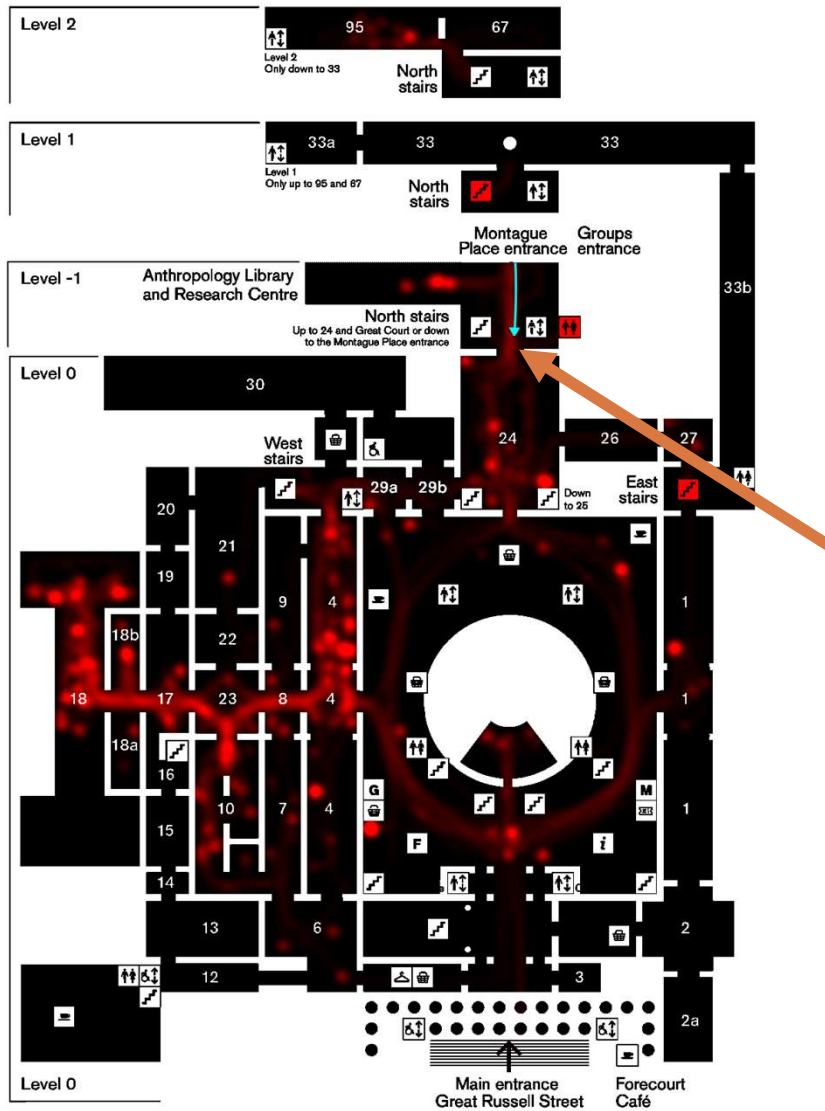 Level 2
95
67
Level 2
Only down to 33
North
stairs
Level 1
33a
33
33
Level 1
Only up to 95 and 67
North
stairs
Montague
Place entrance
Groups
entrance
Level -1
Anthropology Library
and Research Centre
33b
North stairs
Up to 24 and Great Court or down
to the Montague Place entrance
Level 0
30
24
26
27
West
stairs
29a
29b
East
stairs
Down
to 25
20
21
19
9
4
1
18b
22
18
17
23
8
4
1
18a
16
10
7
4
1
15
G
M
F
i
14
13
6
2
12
3
2a
Level 0
Main entrance
Great Russell Street
Forecourt
Café